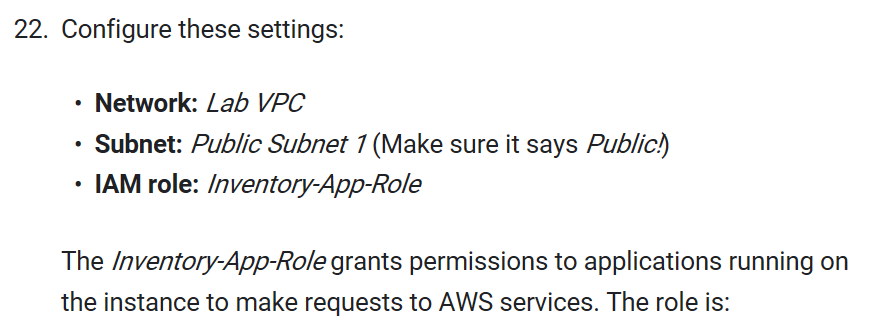 22. Configure these settings:
• Network: Lab VPC
• Subnet: Public Subnet 1 (Make sure it says Public!)
• IAM role: Inventory-App-Role
The Inventory-App-Role grants permissions to applications running on
the instance to make requests to AWS services. The role is: